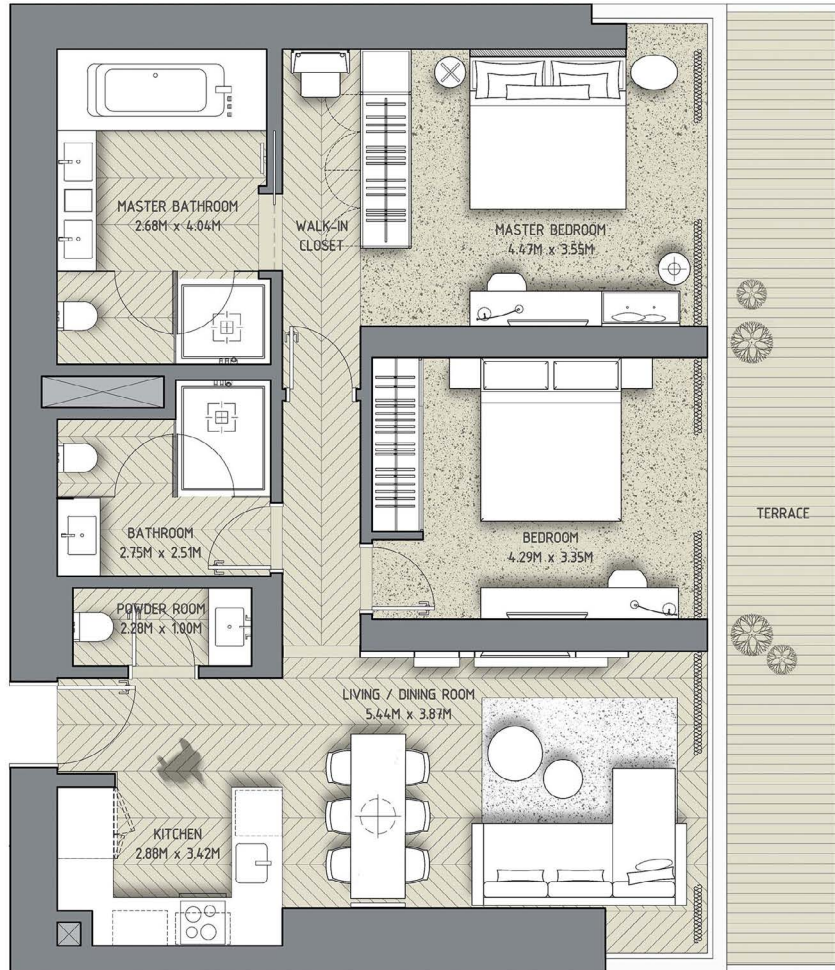 MASTER BATHROOM
2.68M x 4.04M
WALK-IN
CLOSET
MASTER BEDROOM
4.47M x 3.55M
BATHROOM
2.75M x 2.51M
BEDROOM
4.29M x 3.35M
TERRACE
POWDER ROOM
2.28M x 1.00M
LIVING / DINING ROOM
5.44M x 3.87M
KITCHEN
2.88M x 3.42M